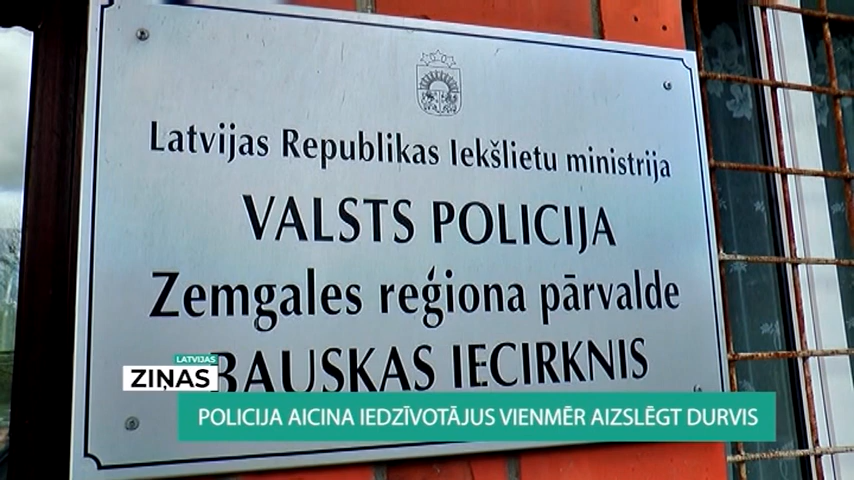 Latvijas Republikas Iekšlietu ministrija
VALSTS POLICIJA
Zemgales reģiona pārvalde
BAUSKAS IECIRKNIS
LATVIJAS
ZIŅAS
POLICIJA AICINA IEDZĪVOTĀJUS VIENMĒR AIZSLĒGT DURVIS